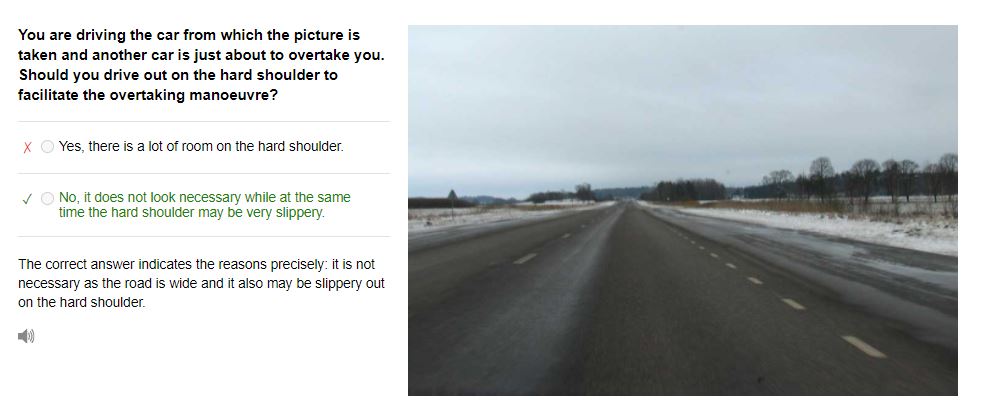 You are driving the car from which the picture is
taken and another car is just about to overtake you.
Should you drive out on the hard shoulder to
facilitate the overtaking manoeuvre?
Yes, there is a lot of room on the hard shoulder.
No, it does not look necessary while at the same
time the hard shoulder may be very slippery.
The correct answer indicates the reasons precisely: it is not
necessary as the road is wide and it also may be slippery out
on the hard shoulder.